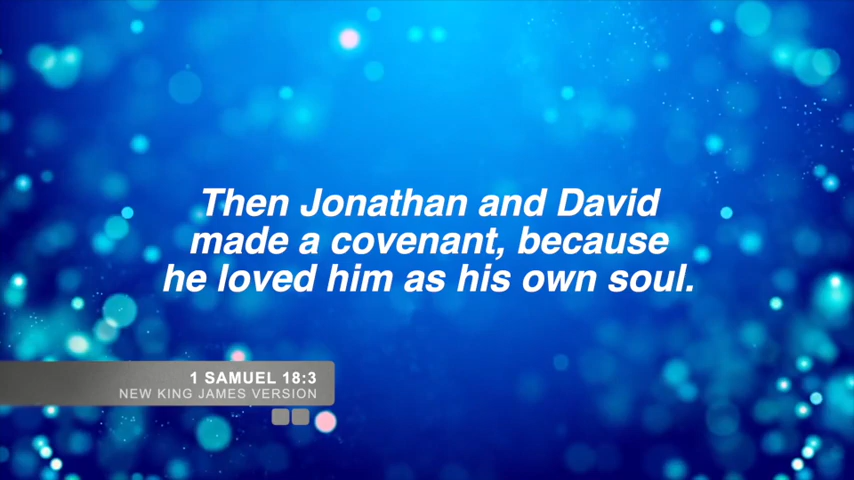 Then Jonathan and David
made a covenant, because
he loved him as his own soul.
1 SAMUEL 18:3
NEW KING JAMES VERSION